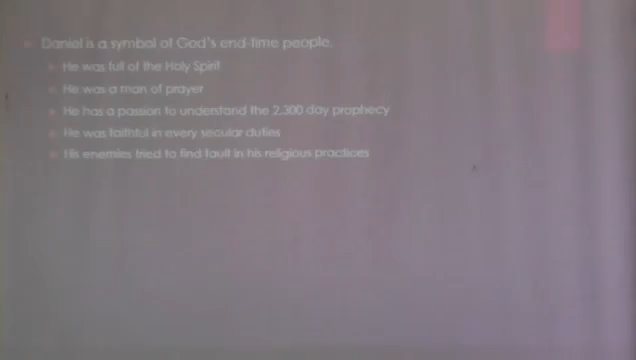 Daniel is a symbol of God's end-time people.
He was full of the Holy Spirit
He was a man of prayer
He has a passion to understand the 2,300 day prophecy
He was faithful in every secular duties
His enemies tried to find fault in his religious practices